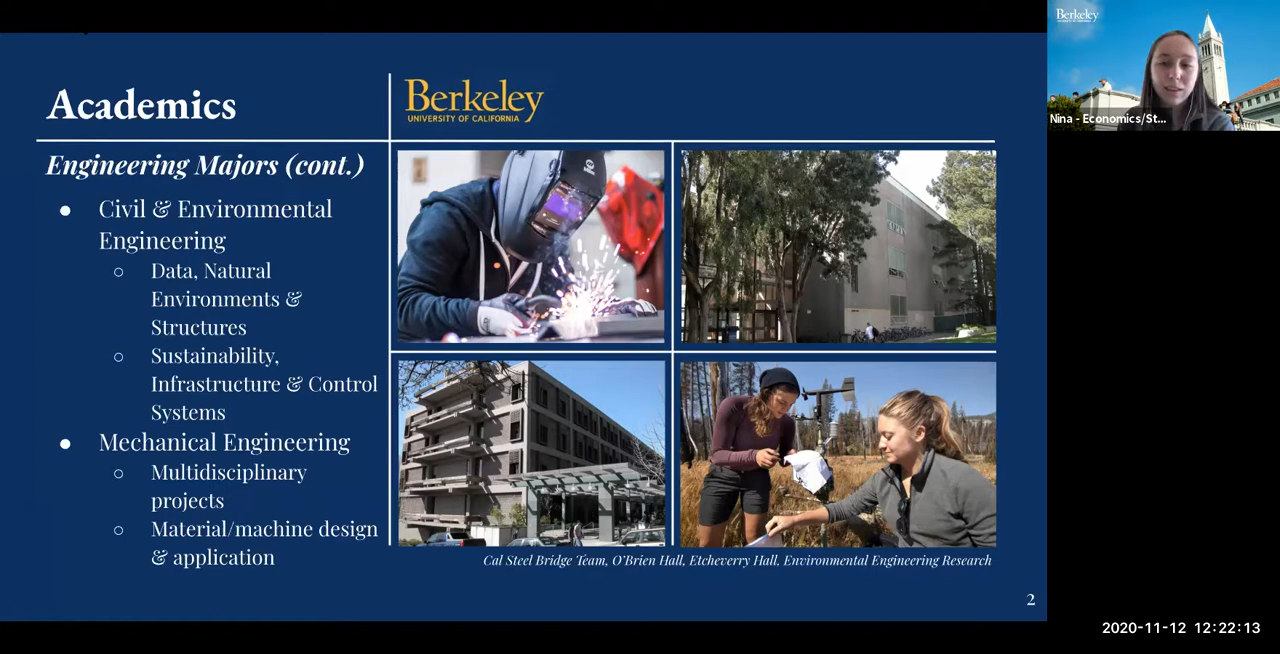 Academics
Berkeley
UNIVERSITY OF CALIFORNIA
Engineering Majors (cont.)
● Civil & Environmental
Engineering
○ Data, Natural
Environments &
Structures
○ Sustainability,
Infrastructure & Control
Systems
● Mechanical Engineering
○ Multidisciplinary
projects
○ Material/machine design
& application
Cal Steel Bridge Team, O'Brien Hall, Etcheverry Hall, Environmental Engineering Research
2
Berkeley
Nina - Economics/St...
2020-11-12 12:22:13